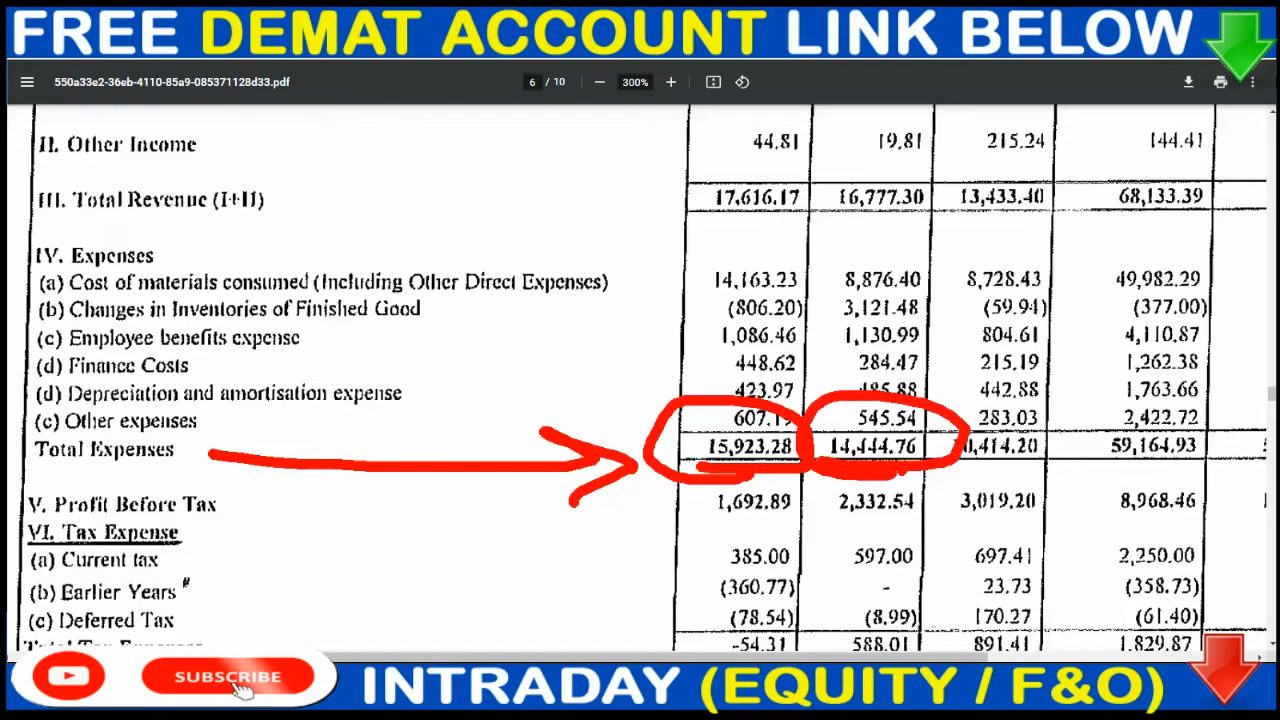 FREE DEMAT ACCOUNT LINK BELOW
550a33e2-36eb-4110-85a9-085371128d33.pdf 6 / 10 300%
II. Other Income 44.81 19.81 215.24 144.41
III. Total Revenue (I+II) 17,616.17 16,777.30 13,433.40 68,133.39
IV. Expenses
(a) Cost of materials consumed (Including Other Direct Expenses) 14,163.23 8,876.40 8,728.43 49,982.29
(b) Changes in Inventories of Finished Good (806.20) 3,121.48 (59.94) (377.00)
(c) Employee benefits expense 1,086.46 1,130.99 804.61 4,110.87
(d) Finance Costs 448.62 284.47 215.19 1,262.38
(d) Depreciation and amortisation expense 423.97 485.88 442.88 1,763.66
(e) Other expenses 607.19 545.54 283.03 2,422.72
Total Expenses 15,923.28 14,444.76 59,164.93
V. Profit Before Tax 1,692.89 2,332.54 3,019.20 8,968.46
VI. Tax Expense
(a) Current tax 385.00 597.00 697.41 2,250.00
(b) Earlier Years # (360.77) - 23.73 (358.73)
(c) Deferred Tax (78.54) (8.99) 170.27 (61.40)
-54.31 588.01 891.41 1,829.87
SUBSCRIBE
INTRADAY (EQUITY / F&O)